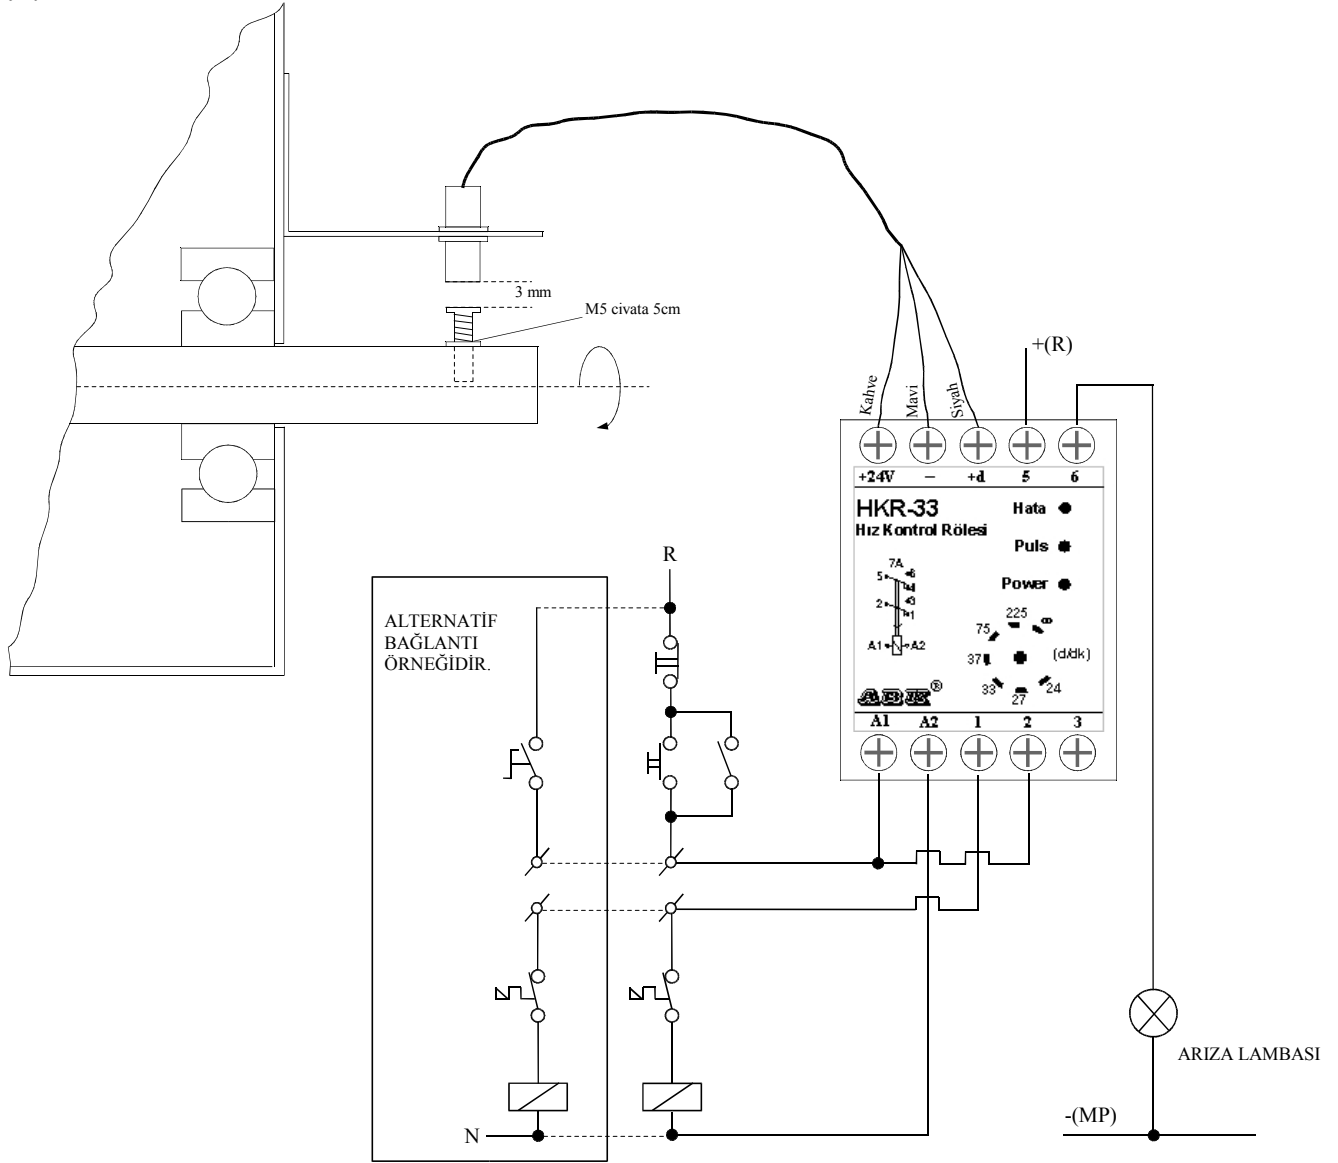 3 mm
M5 civata 5cm
+(R)
Kahve
Mavi
Siyah
+24V − +d 5 6
HKR-33
Hata
Hız Kontrol Rölesi
Puls
7A
5 6
4
Power
2 3
1
225
∞
75
A1 A2
37
(d/dk)
33
24
27
ABK®
A1 A2 1 2 3
R
ALTERNATİF
BAĞLANTI
ÖRNEĞİDİR.
ARIZA LAMBASI
-(MP)
N